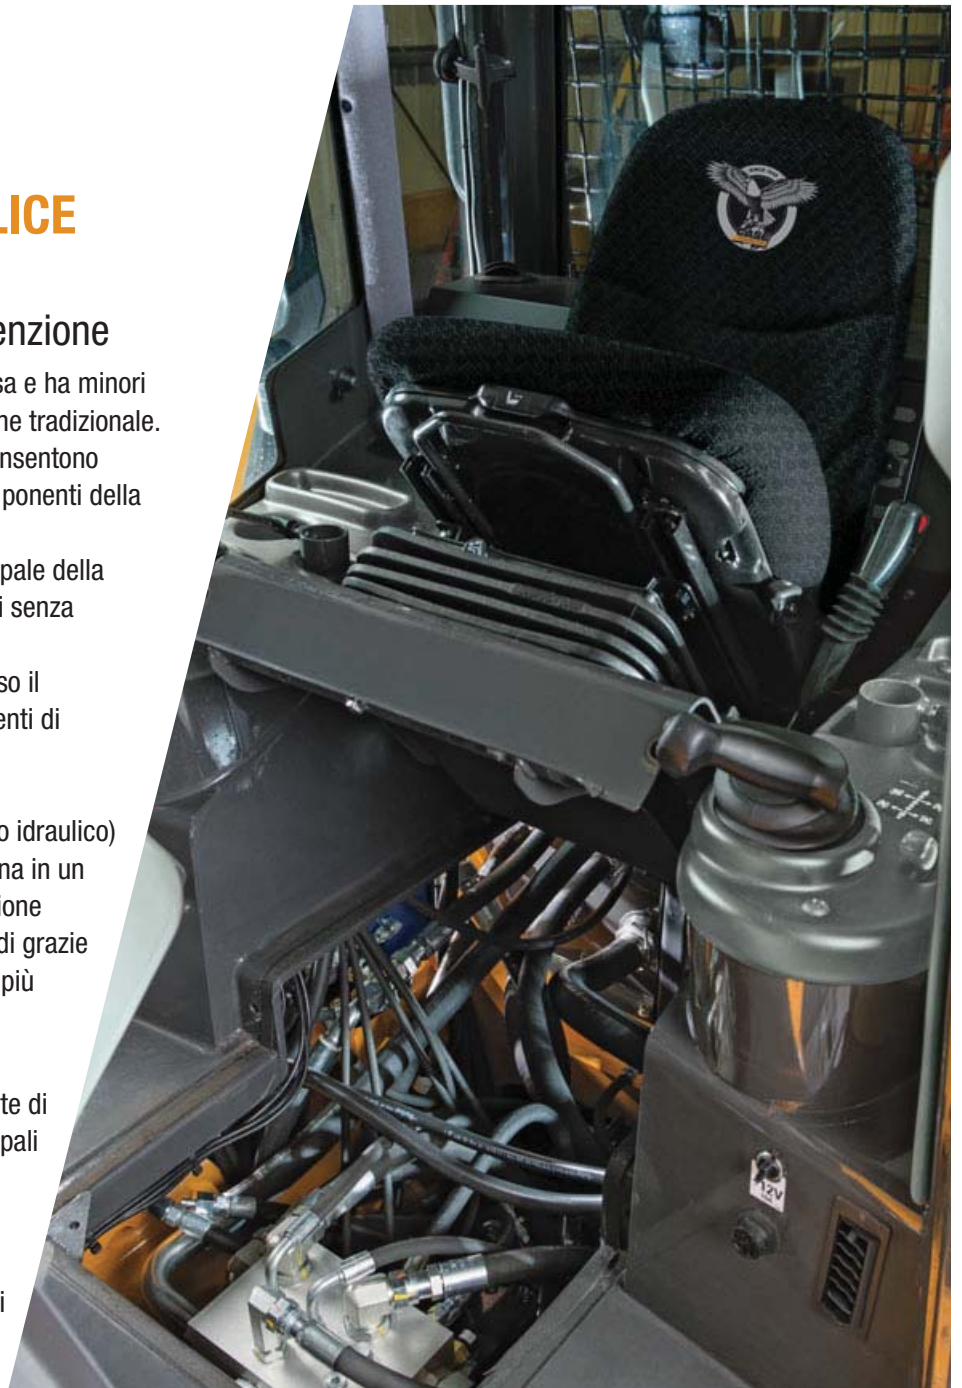 LICE
enzione
sa e ha minori
ne tradizionale.
nsentono
ponenti della
pale della
i senza
so il
enti di
o idraulico)
na in un
ione
di grazie
più
te di
pali
i
12V